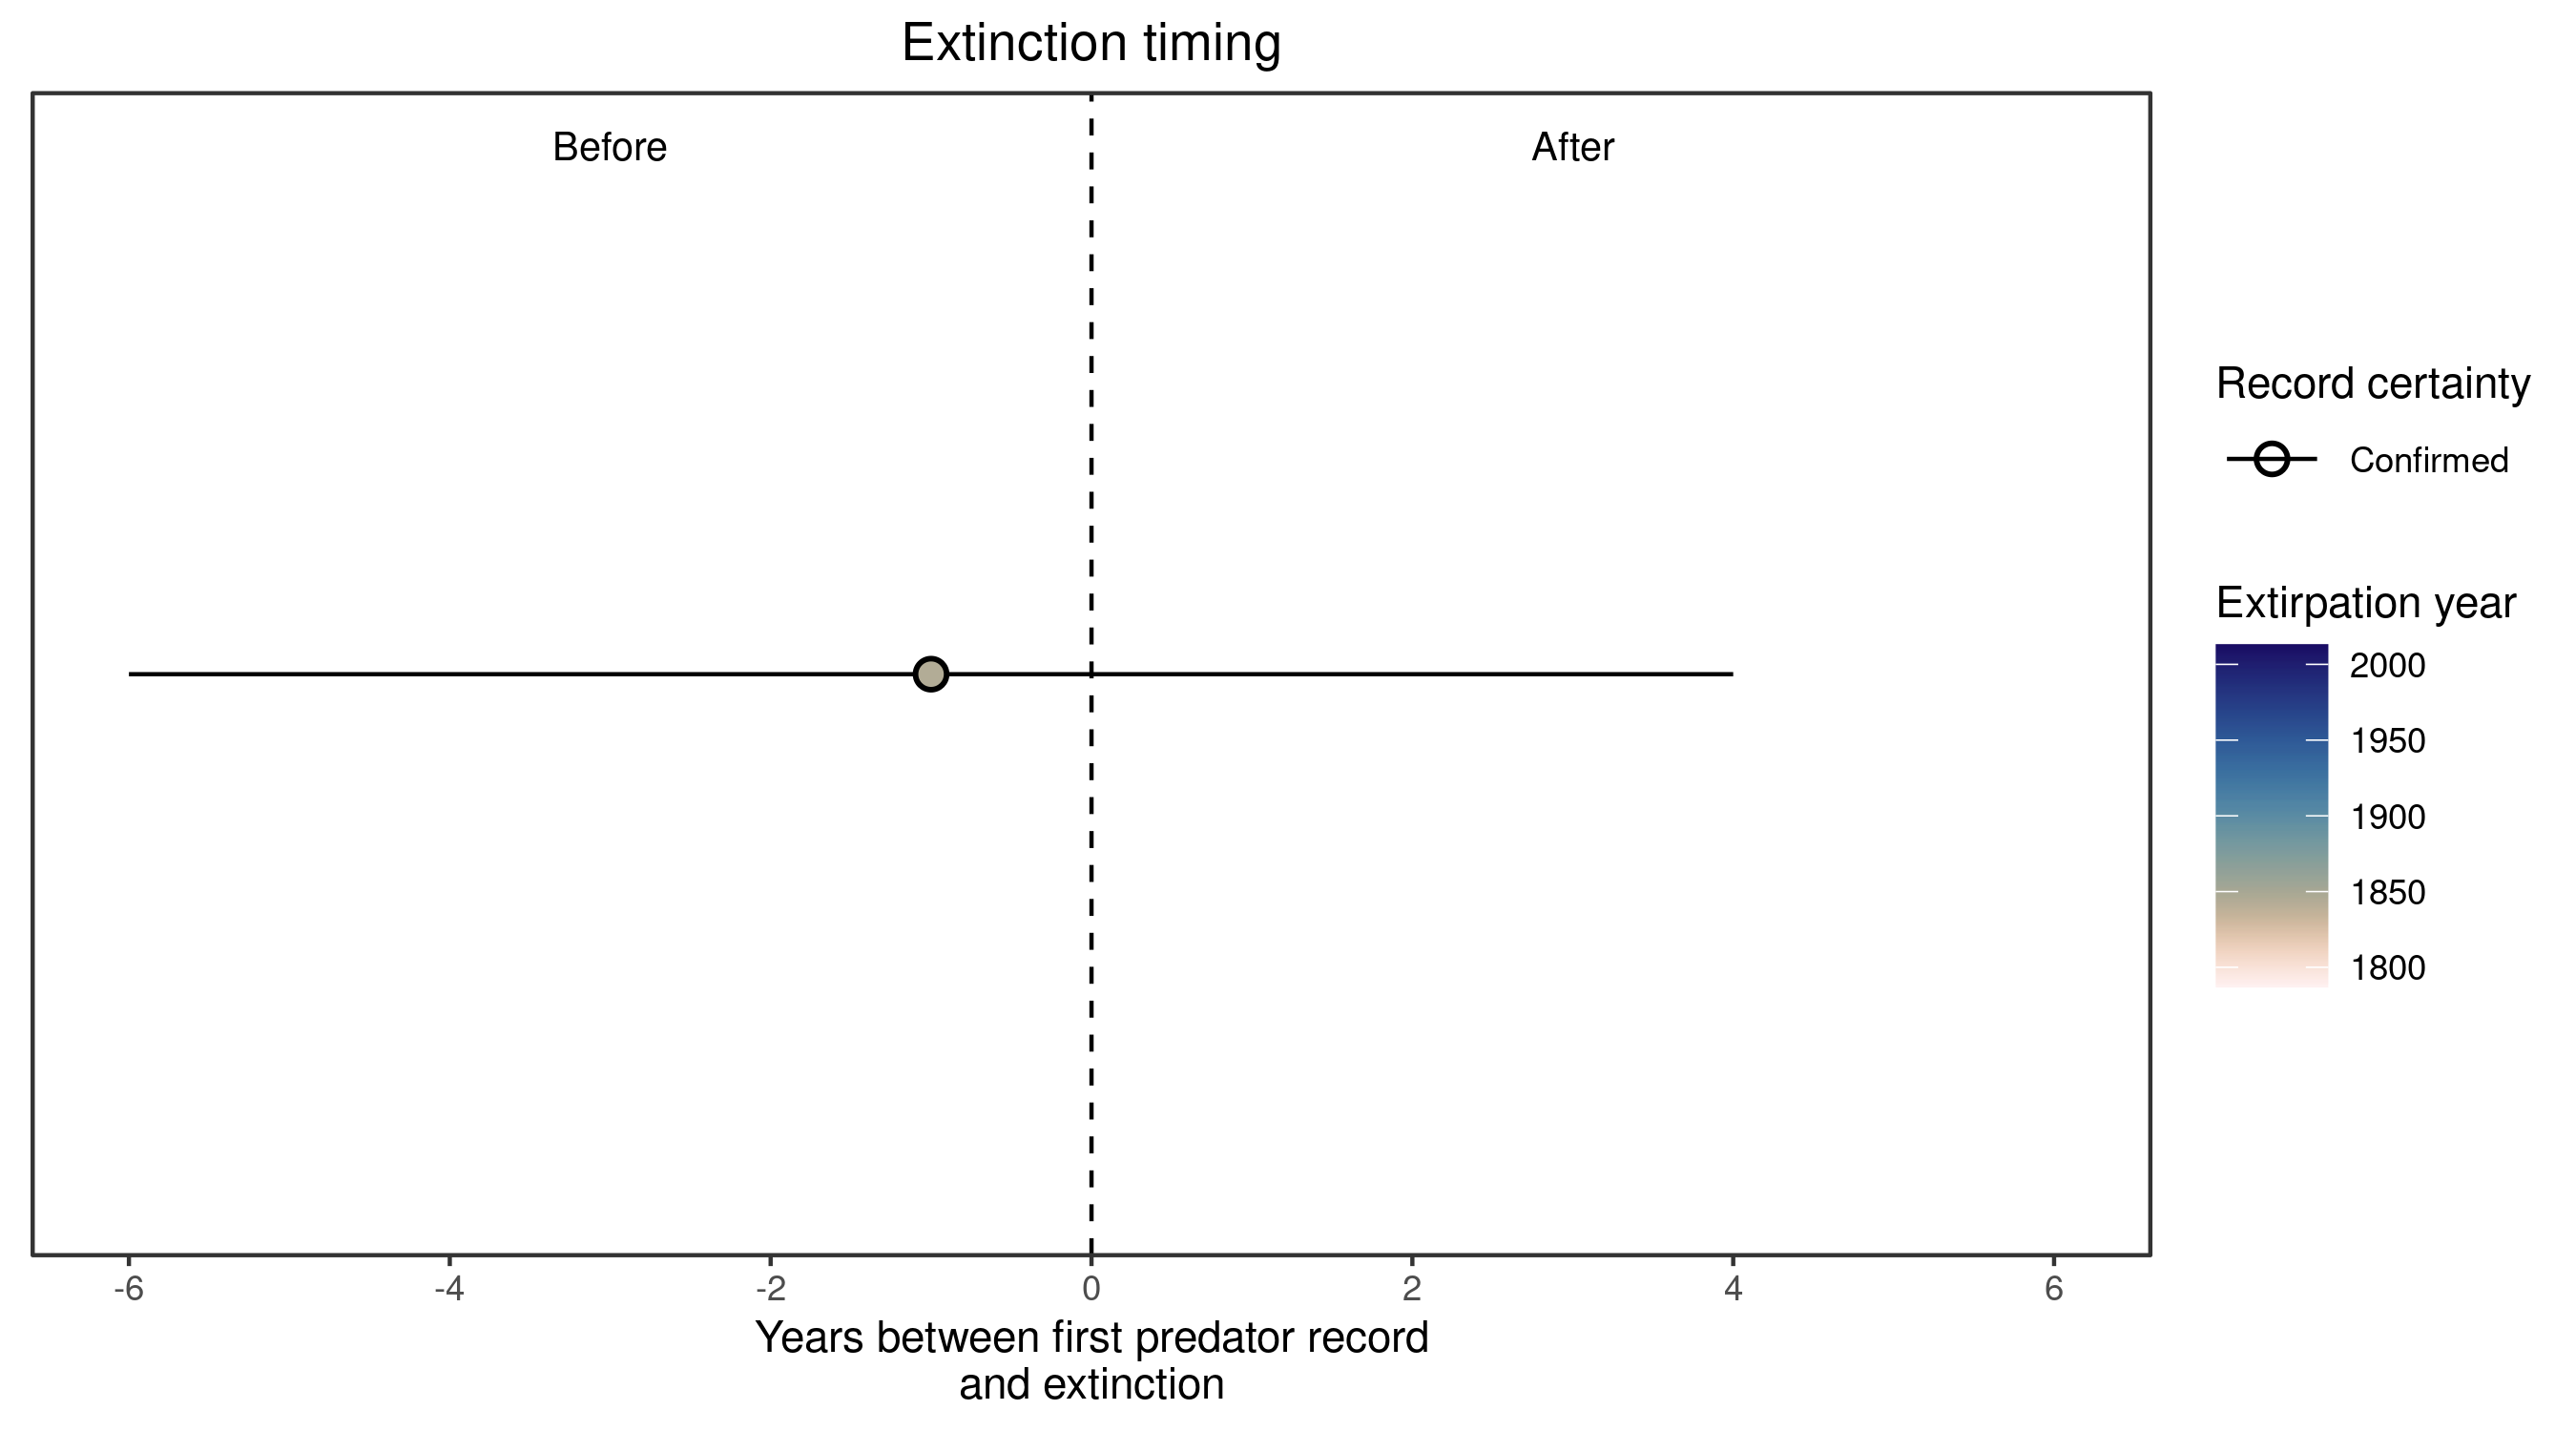 Extinction timing
Before
After
Record certainty
Confirmed
Extirpation year
2000
1950
1900
1850
1800
-6
-4
-2
0
2
4
6
Years between first predator record
and extinction